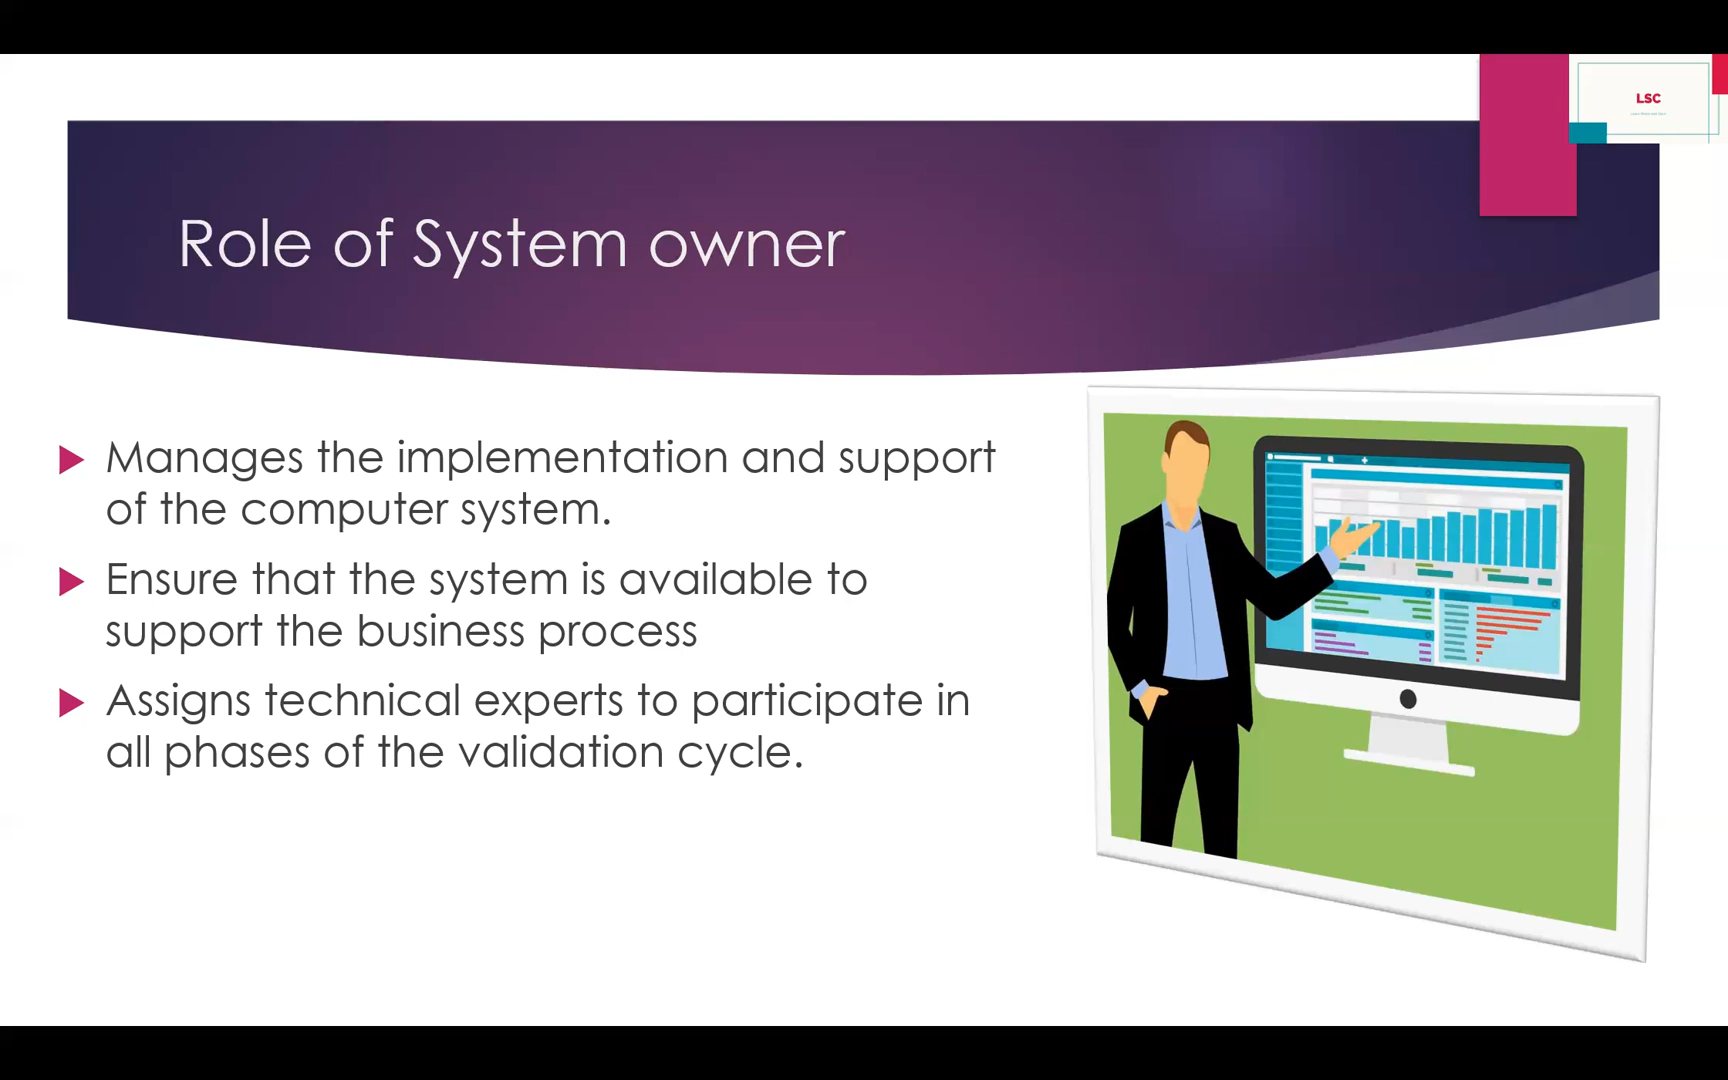 LSC
Role of System owner
Manages the implementation and support
of the computer system.
Ensure that the system is available to
support the business process
Assigns technical experts to participate in
all phases of the validation cycle.